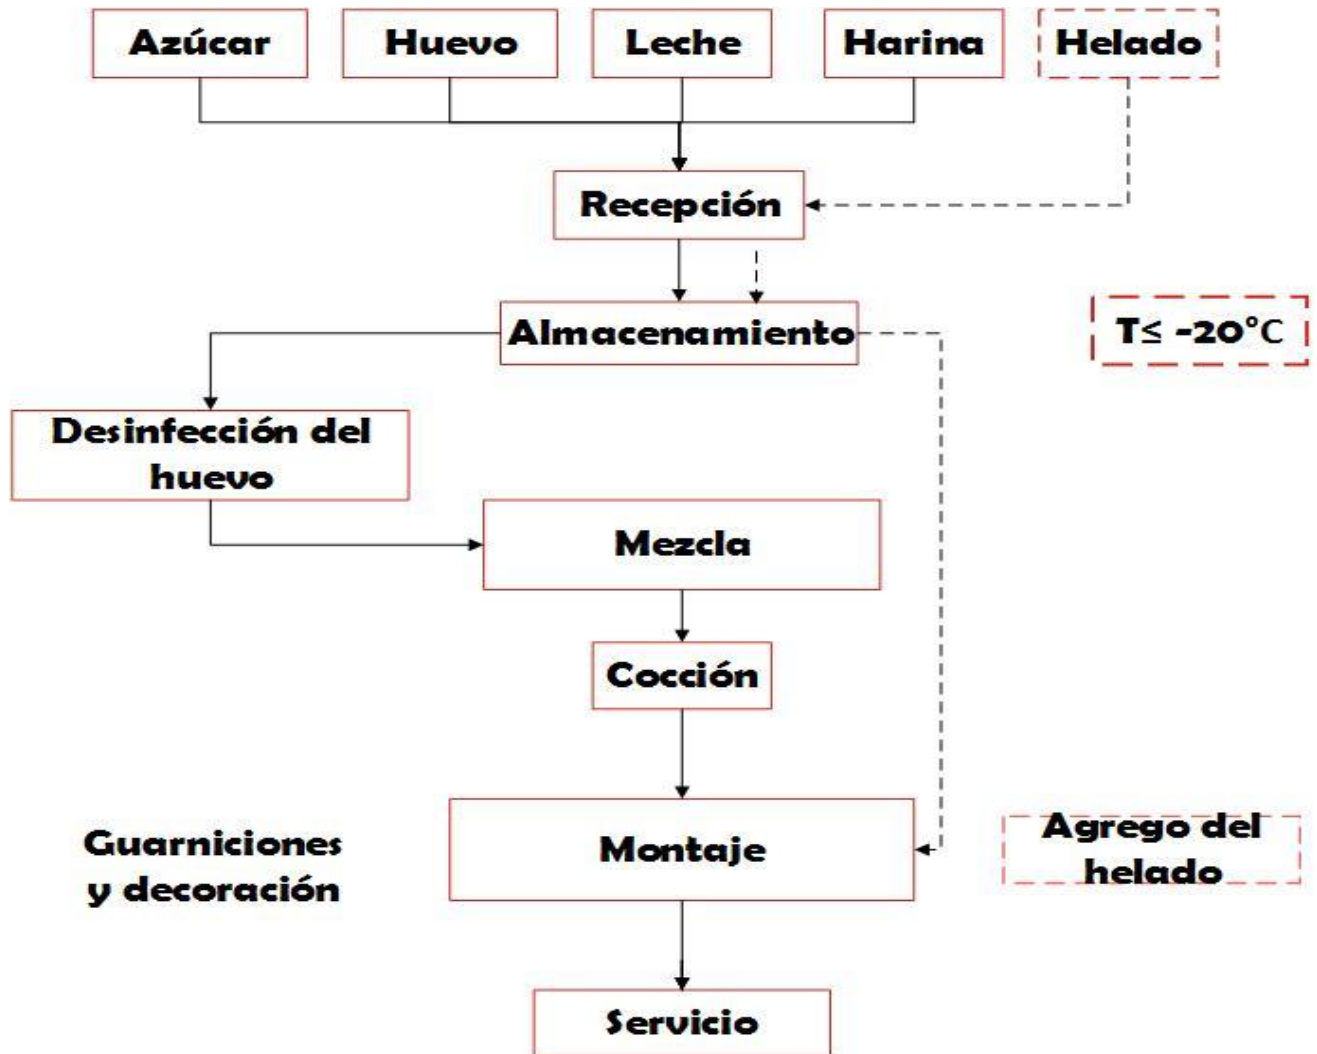 Azúcar
Huevo
Leche
Harina
Helado
Recepción
Almacenamiento
T≤ -20°C
Desinfección del
huevo
Mezcla
Cocción
Guarniciones
y decoración
Montaje
Agrego del
helado
Servicio